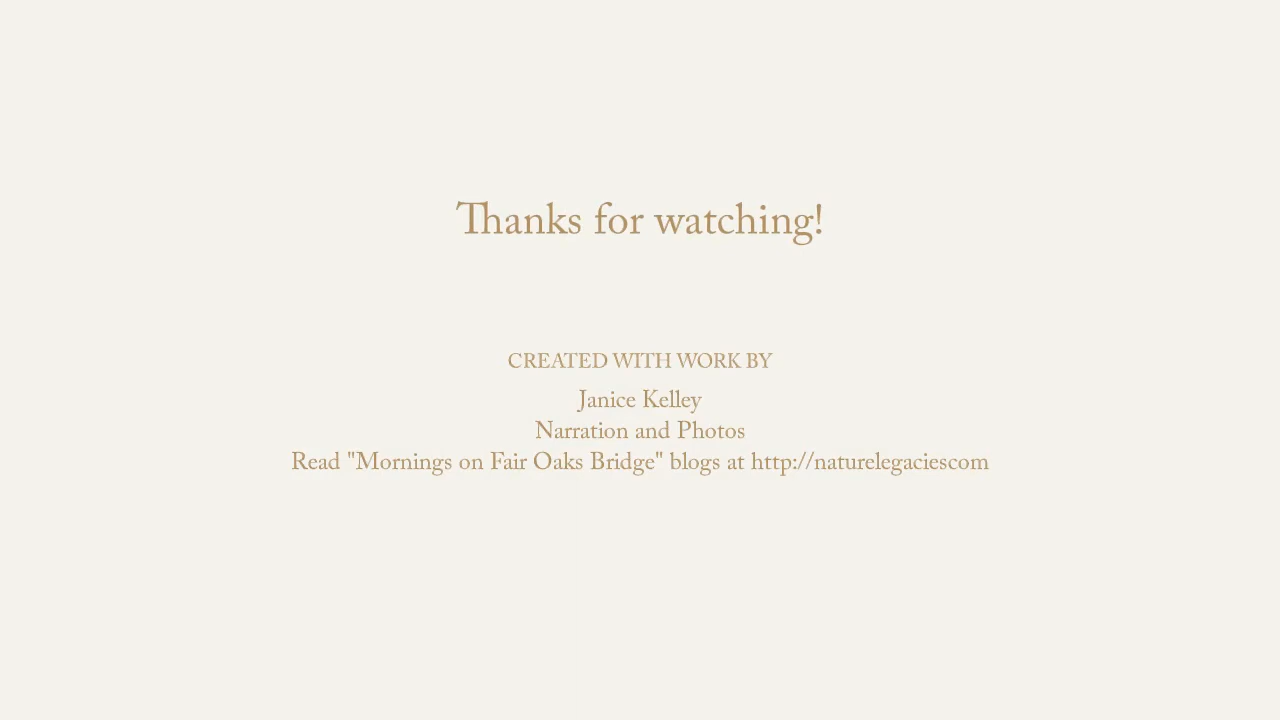 Thanks for watching!
CREATED WITH WORK BY
Janice Kelley
Narration and Photos
Read "Mornings on Fair Oaks Bridge" blogs at http://naturelegaciescom